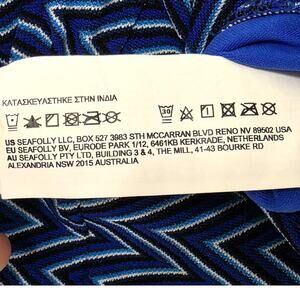 ΚΑΤΑΣΚΕΥΑΣΤΗΚΕ ΣΤΗΝ ΙΝΔΙΑ
US SEAFOLLY LLC, BOX 527 3983 STH MCCARRAN BLVD RENO NV 89502 USA
EU SEAFOLLY BV, EURODE PARK 1/12, 6461KB KERKRADE, NETHERLANDS
AU SEAFOLLY PTY LTD, BUILDING 3 & 4, THE MILL, 41-43 BOURKE RD
ALEXANDRIA NSW 2015 AUSTRALIA